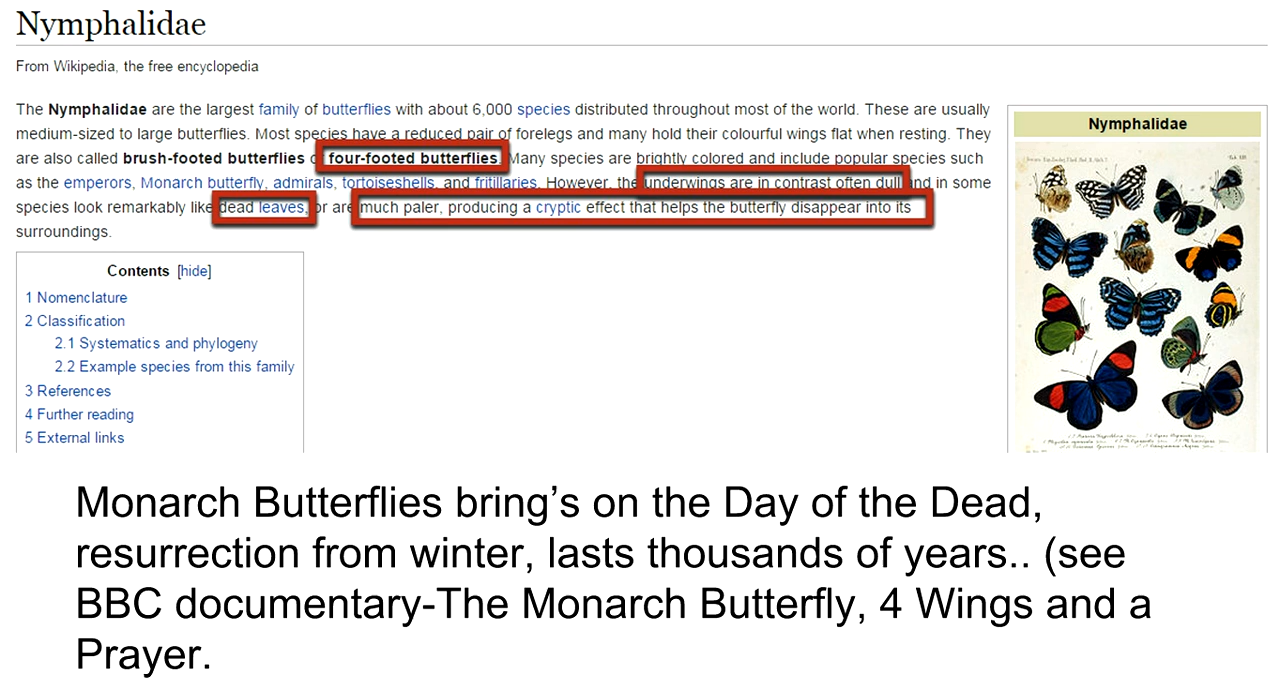 Nymphalidae
From Wikipedia, the free encyclopedia
The Nymphalidae are the largest family of butterflies with about 6,000 species distributed throughout most of the world. These are usually
medium-sized to large butterflies. Most species have a reduced pair of forelegs and many hold their colourful wings flat when resting. They
are also called brush-footed butterflies four-footed butterflies. Many species are brightly colored and include popular species such
as the emperors, Monarch butterfly, admirals, tortoiseshells, and fritillaries. However, the underwings are in contrast often dull and in some
species look remarkably like dead leaves, or are much paler, producing a cryptic effect that helps the butterfly disappear into its
surroundings.
Contents [hide]
1 Nomenclature
2 Classification
2.1 Systematics and phylogeny
2.2 Example species from this family
3 References
4 Further reading
5 External links
Nymphalidae
Monarch Butterflies bring’s on the Day of the Dead,
resurrection from winter, lasts thousands of years.. (see
BBC documentary-The Monarch Butterfly, 4 Wings and a
Prayer.